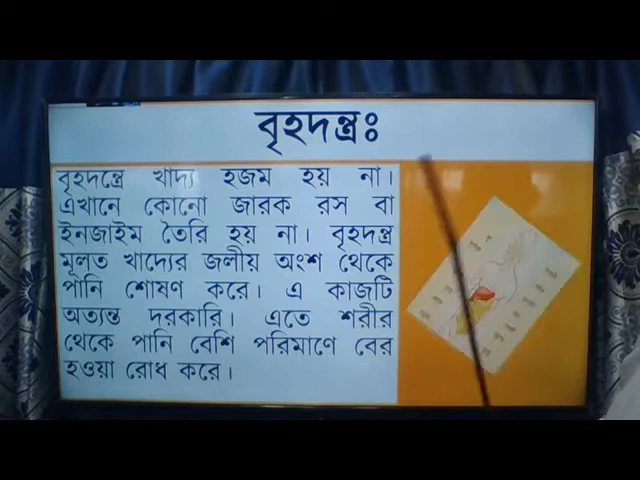 বৃহদন্ত্রঃ
বৃহদন্ত্রে খাদ্য হজম হয় না।
এখানে কোনো জারক রস বা
ইনজাইম তৈরি হয় না। বৃহদন্ত্র
মূলত খাদ্যের জলীয় অংশ থেকে
পানি শোষণ করে। এ কাজটি
অত্যন্ত দরকারি। এতে শরীর
থেকে পানি বেশি পরিমাণে বের
হওয়া রোধ করে।